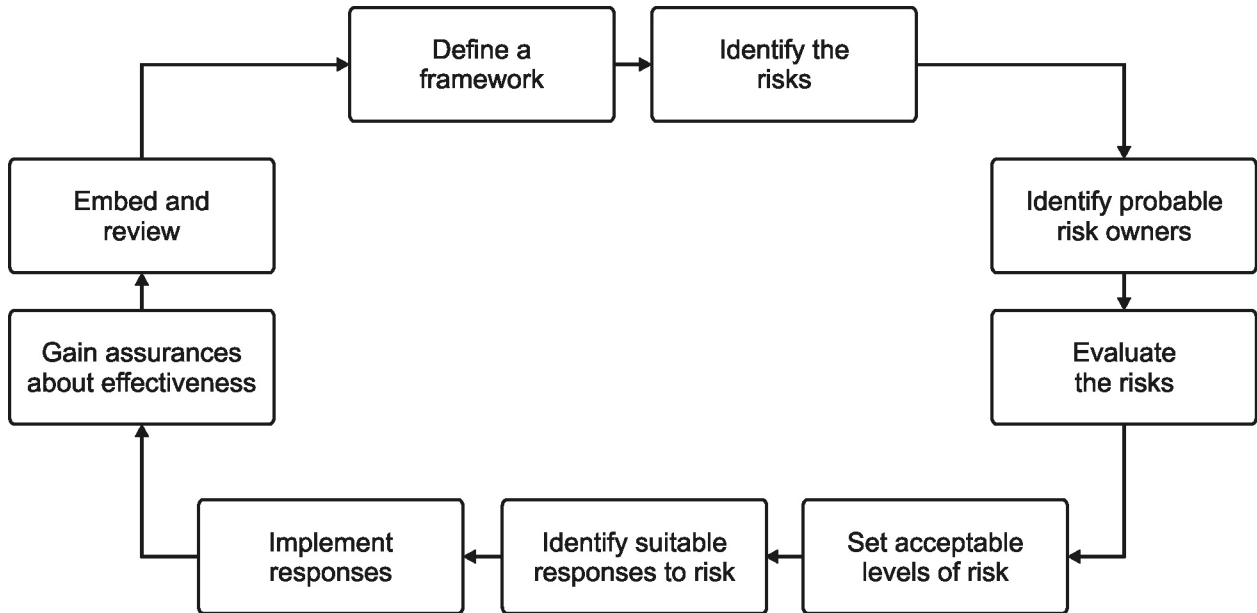 Define a
framework
Identify the
risks
Identify probable
risk owners
Evaluate
the risks
Set acceptable
levels of risk
Identify suitable
responses to risk
Implement
responses
Gain assurances
about effectiveness
Embed and
review